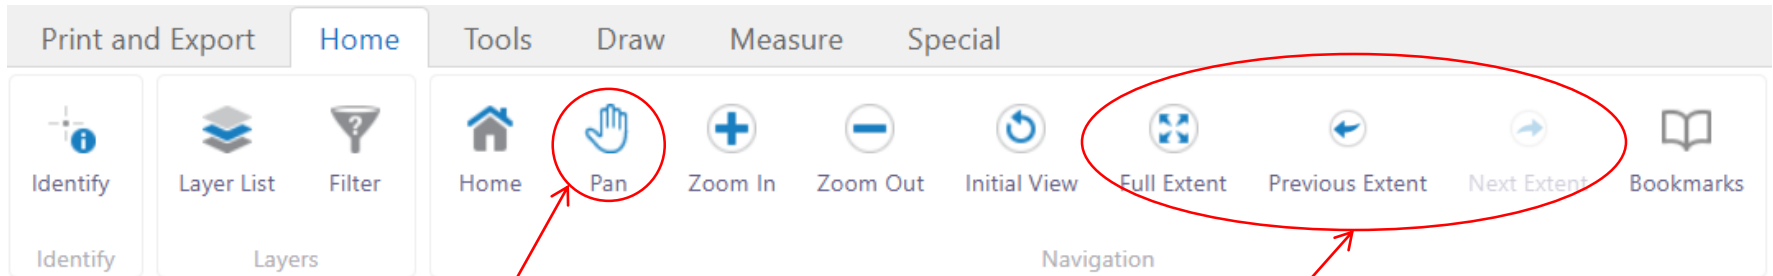 Print and Export Home Tools Draw Measure Special
Identify Layer List Filter Home Pan Zoom In Zoom Out Initial View Full Extent Previous Extent Next Extent Bookmarks
Identify Layers Navigation